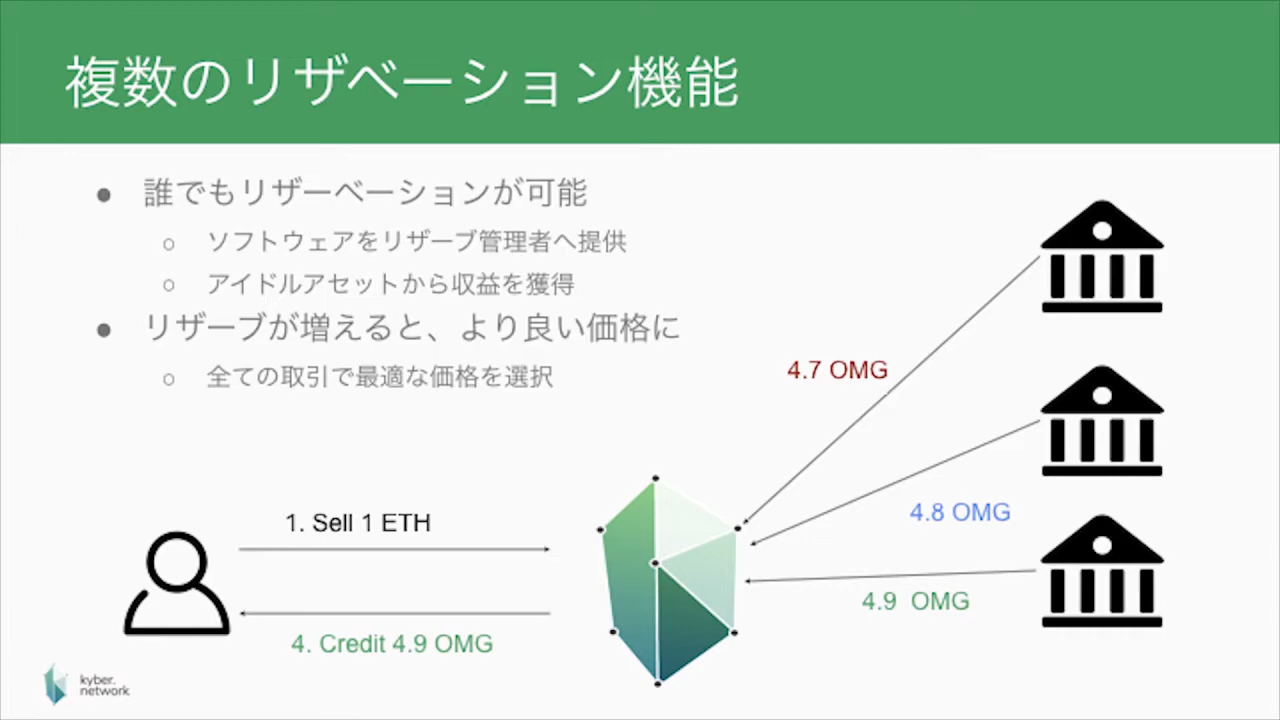 複数のリザベーション機能
● 誰でもリザーベーションが可能
○ ソフトウェアをリザーブ管理者へ提供
○ アイドルアセットから収益を獲得
● リザーブが増えると、より良い価格に
○ 全ての取引で最適な価格を選択
4.7 OMG
4.8 OMG
1. Sell 1 ETH
4.9 OMG
4. Credit 4.9 OMG
kyber.
network